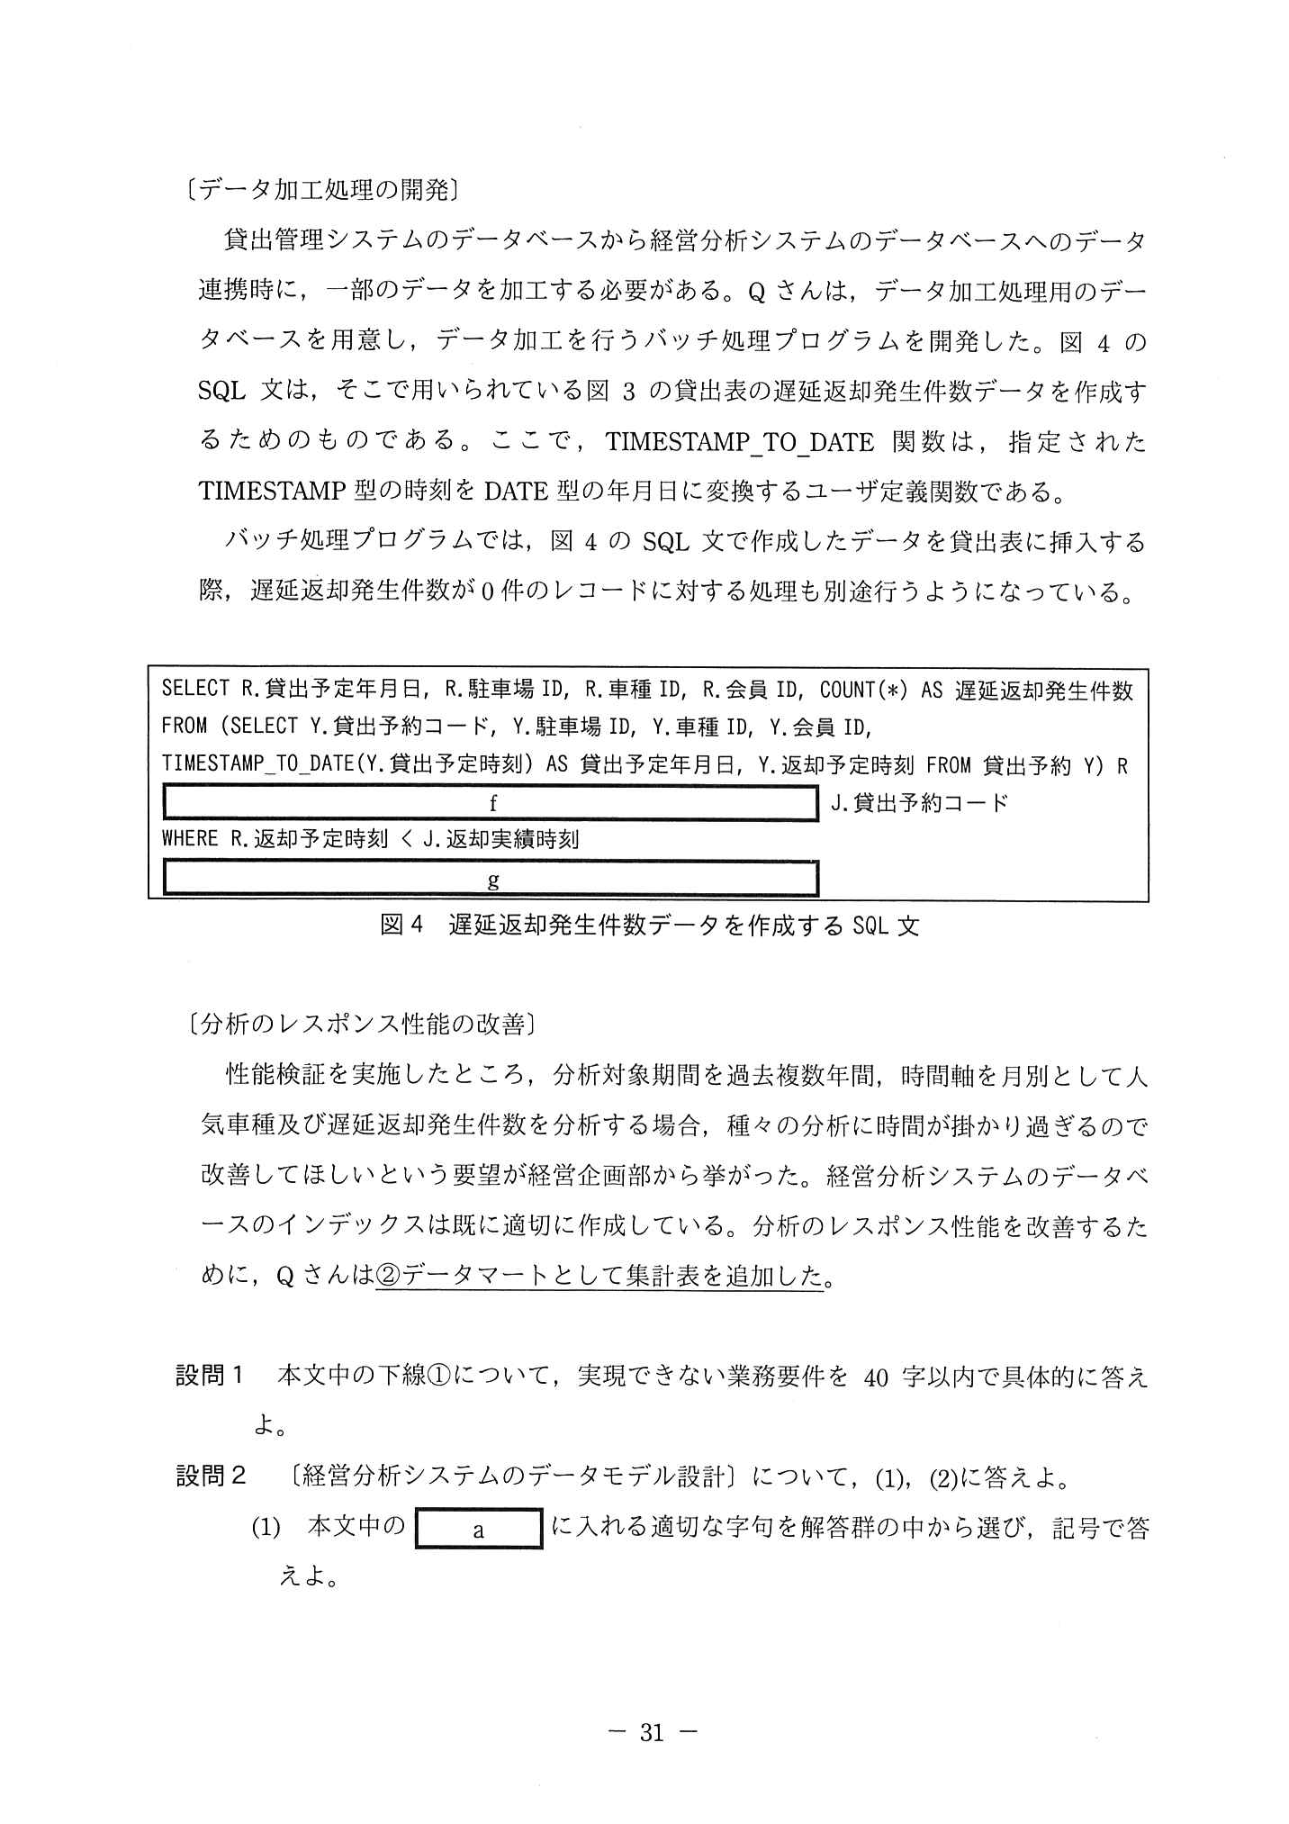 〔データ加工処理の開発〕
貸出管理システムのデータベースから経営分析システムのデータベースへのデータ
連携時に，一部のデータを加工する必要がある。Q さんは，データ加工処理用のデー
タベースを用意し，データ加工を行うバッチ処理プログラムを開発した。図 4 の
SQL 文は，そこで用いられている図 3 の貸出表の遅延返却発生件数データを作成す
るためのものである。ここで，TIMESTAMP_TO_DATE 関数は，指定された
TIMESTAMP 型の時刻を DATE 型の年月日に変換するユーザ定義関数である。
バッチ処理プログラムでは，図 4 の SQL 文で作成したデータを貸出表に挿入する
際，遅延返却発生件数が 0 件のレコードに対する処理も別途行うようになっている。
SELECT R.貸出予定年月日, R.駐車場 ID, R.車種 ID, R.会員 ID, COUNT(*) AS 遅延返却発生件数
FROM (SELECT Y.貸出予約コード, Y.駐車場 ID, Y.車種 ID, Y.会員 ID,
TIMESTAMP_TO_DATE(Y.貸出予定時刻) AS 貸出予定年月日, Y.返却予定時刻 FROM 貸出予約 Y) R
f J.貸出予約コード
WHERE R.返却予定時刻 < J.返却実績時刻
g
図 4 遅延返却発生件数データを作成する SQL 文
〔分析のレスポンス性能の改善〕
性能検証を実施したところ，分析対象期間を過去複数年間，時間軸を月別として人
気車種及び遅延返却発生件数を分析する場合，種々の分析に時間が掛かり過ぎるので
改善してほしいという要望が経営企画部から挙がった。経営分析システムのデータベ
ースのインデックスは既に適切に作成している。分析のレスポンス性能を改善するた
めに，Q さんは②データマートとして集計表を追加した。
設問 1 本文中の下線①について，実現できない業務要件を 40 字以内で具体的に答え
よ。
設問 2 〔経営分析システムのデータモデル設計〕について，(1)，(2)に答えよ。
(1) 本文中の a に入れる適切な字句を解答群の中から選び，記号で答
えよ。
－ 31 －